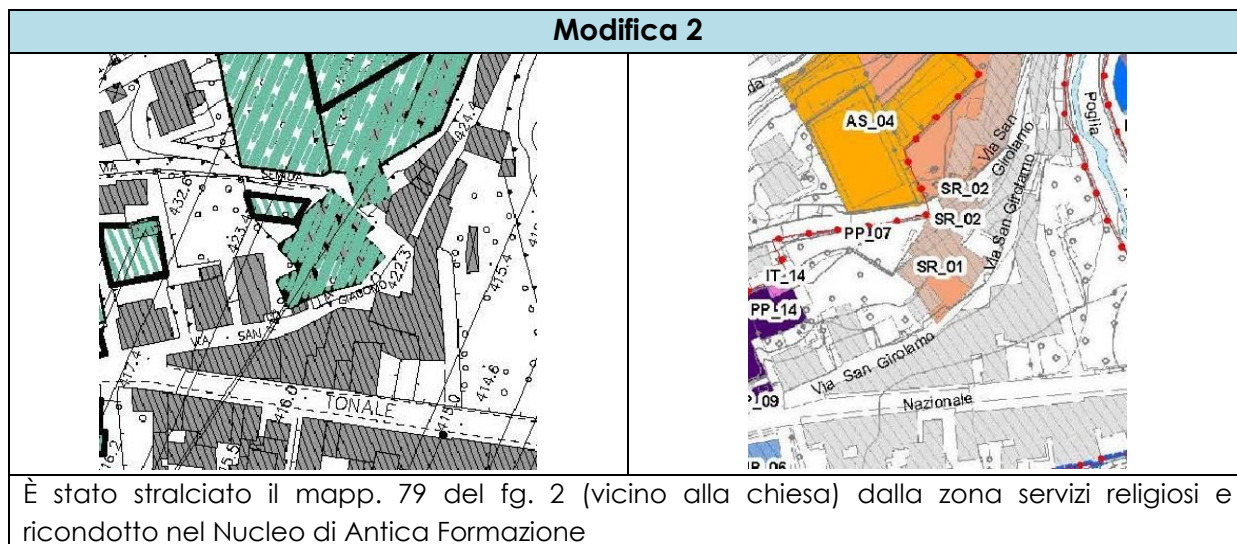 Modifica 2
VIA
SENIDA
432.6
423.4
424.4
422.3
415.4
VIA SAN
GIACOMO
417.4
416.0
TONALE
415.0
414.6
AS_04
Via San
Girolamo
Poglia
SR_02
SR_02
PP_07
SR_01
Via San Girolamo
IT_14
PP_14
Via San Girolamo
Nazionale
È stato stralciato il mapp. 79 del fg. 2 (vicino alla chiesa) dalla zona servizi religiosi e
ricondotto nel Nucleo di Antica Formazione